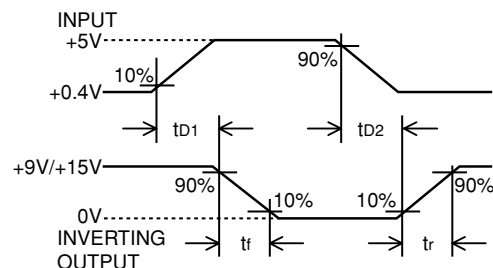 INPUT
+5V
90%
10%
+0.4V
tD1
tD2
+9V/+15V
90%
10%
10%
90%
0V
INVERTING
OUTPUT
tf
tr